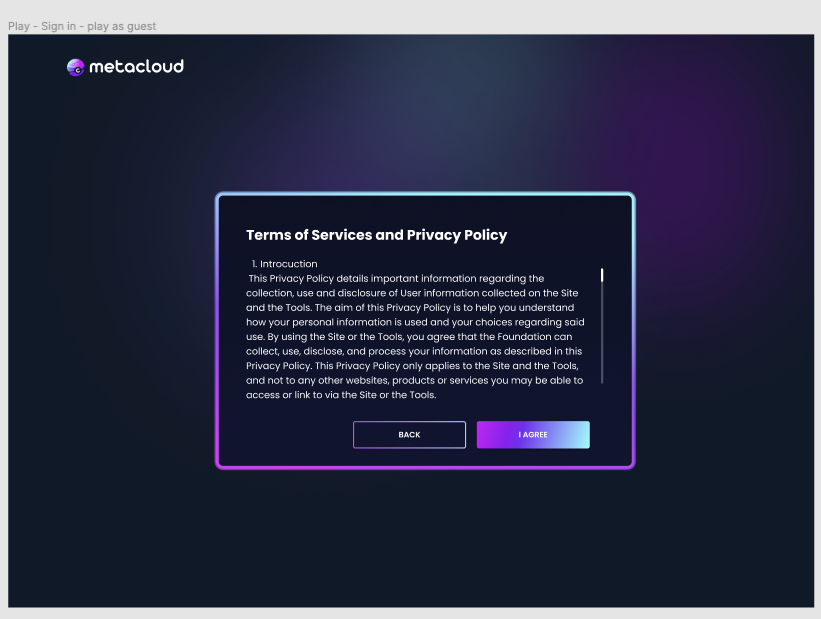 Play - Sign in - play as guest
metacloud
Terms of Services and Privacy Policy
1. Introcuction
This Privacy Policy details important information regarding the
collection, use and disclosure of User information collected on the Site
and the Tools. The aim of this Privacy Policy is to help you understand
how your personal information is used and your choices regarding said
use. By using the Site or the Tools, you agree that the Foundation can
collect, use, disclose, and process your information as described in this
Privacy Policy. This Privacy Policy only applies to the Site and the Tools,
and not to any other websites, products or services you may be able to
access or link to via the Site or the Tools.
BACK
I AGREE